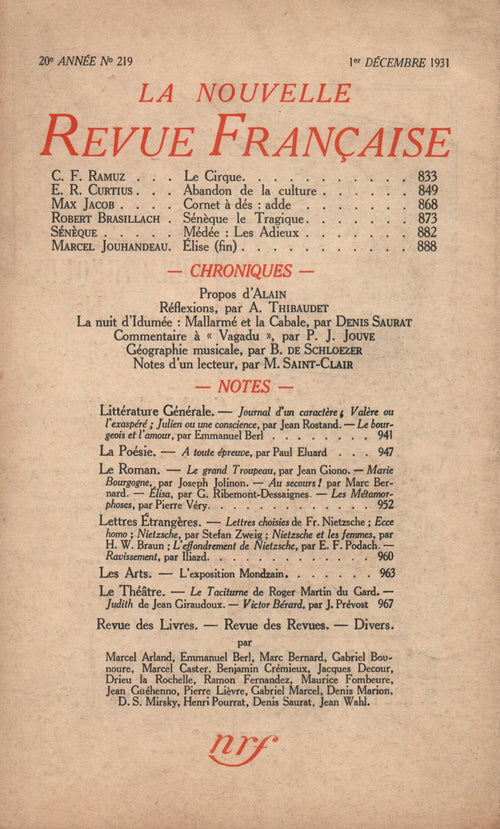 20e ANNÉE No 219 1er DÉCEMBRE 1931
LA NOUVELLE
REVUE FRANÇAISE
C. F. RAMUZ . . . Le Cirque. . . . . . . . . . . . 833
E. R. CURTIUS . . . Abandon de la culture . . . . . . . . 849
MAX JACOB . . . . Cornet à dés : adde . . . . . . . . 868
ROBERT BRASILLACH . Sénèque le Tragique. . . . . . . . 873
SÉNÈQUE . . . . . Médée : Les Adieux . . . . . . . . 882
MARCEL JOUHANDEAU. Élise (fin) . . . . . . . . . . . . 888
— CHRONIQUES —
Propos d'ALAIN
Réflexions, par A. THIBAUDET
La nuit d'Idumée : Mallarmé et la Cabale, par DENIS SAURAT
Commentaire à « Vagadu », par P. J. JOUVE
Géographie musicale, par B. DE SCHLOEZER
Notes d'un lecteur, par M. SAINT-CLAIR
— NOTES —
Littérature Générale. — Journal d'un caractère ; Valère ou
l'exaspéré ; Julien ou une conscience, par Jean Rostand. — Le bour-
geois et l'amour, par Emmanuel Berl . . . . . . . . . 941
La Poésie. — A toute épreuve, par Paul Eluard . . . 947
Le Roman. — Le grand Troupeau, par Jean Giono. — Marie
Bourgogne, par Joseph Jolinon. — Au secours ! par Marc Ber-
nard. — Elisa, par G. Ribemont-Dessaignes. — Les Métamor-
phoses, par Pierre Véry. . . . . . . . . . . . . . 952
Lettres Étrangères. — Lettres choisies de Fr. Nietzsche ; Ecce
homo ; Nietzsche, par Stefan Zweig ; Nietzsche et les femmes, par
H. W. Braun ; L'effondrement de Nietzsche, par E. F. Podach. —
Ravissement, par Iliazd. . . . . . . . . . . . . . 960
Les Arts. — L'exposition Mondzain. . . . . . . . 963
Le Théâtre. — Le Taciturne de Roger Martin du Gard. —
Judith de Jean Giraudoux. — Victor Bérard, par J. Prévost 967
Revue des Livres. — Revue des Revues. — Divers.
par
Marcel Arland, Emmanuel Berl, Marc Bernard, Gabriel Bou-
noure, Marcel Caster, Benjamin Crémieux, Jacques Decour,
Drieu la Rochelle, Ramon Fernandez, Maurice Fombeure,
Jean Guéhenno, Pierre Lièvre, Gabriel Marcel, Denis Marion,
D. S. Mirsky, Henri Pourrat, Denis Saurat, Jean Wahl.
nrf